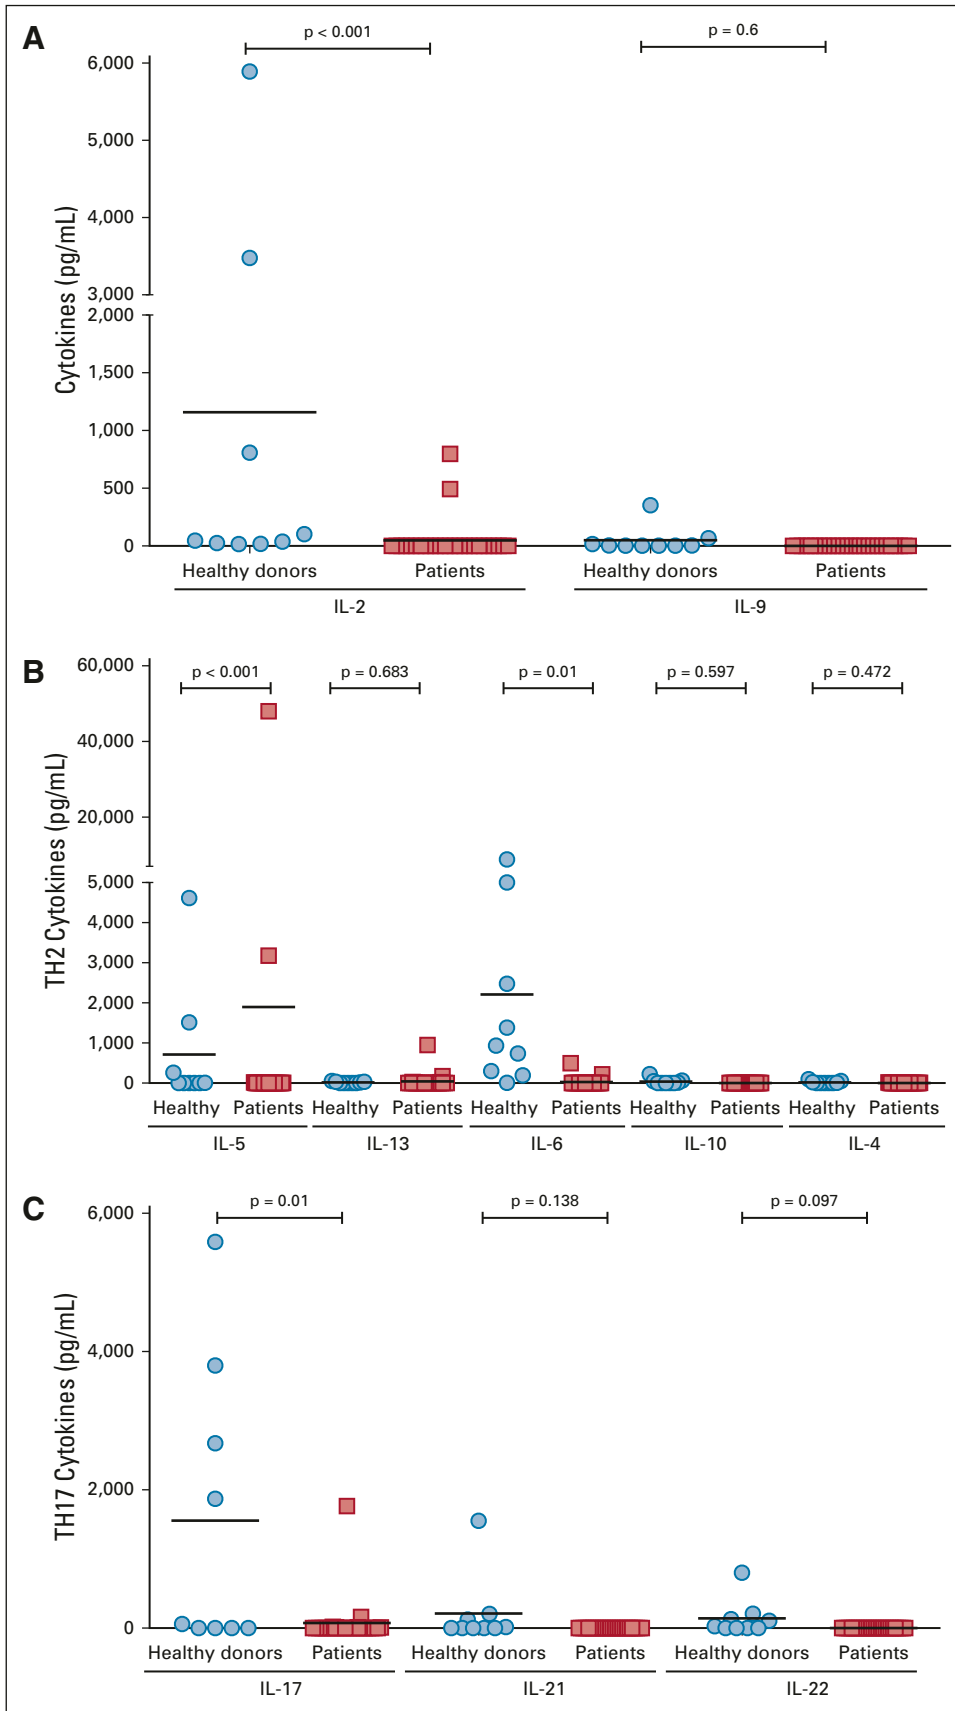 A
p < 0.001
p = 0.6
Cytokines (pg/mL)
6,000
5,000
4,000
3,000
2,000
1,500
1,000
500
0
Healthy donors
Patients
Healthy donors
Patients
IL-2
IL-9
B
p < 0.001
p = 0.683
p = 0.01
p = 0.597
p = 0.472
TH2 Cytokines (pg/mL)
60,000
40,000
20,000
5,000
4,000
3,000
2,000
1,000
0
Healthy
Patients
Healthy
Patients
Healthy
Patients
Healthy
Patients
Healthy
Patients
IL-5
IL-13
IL-6
IL-10
IL-4
C
p = 0.01
p = 0.138
p = 0.097
TH17 Cytokines (pg/mL)
6,000
4,000
2,000
0
Healthy donors
Patients
Healthy donors
Patients
Healthy donors
Patients
IL-17
IL-21
IL-22